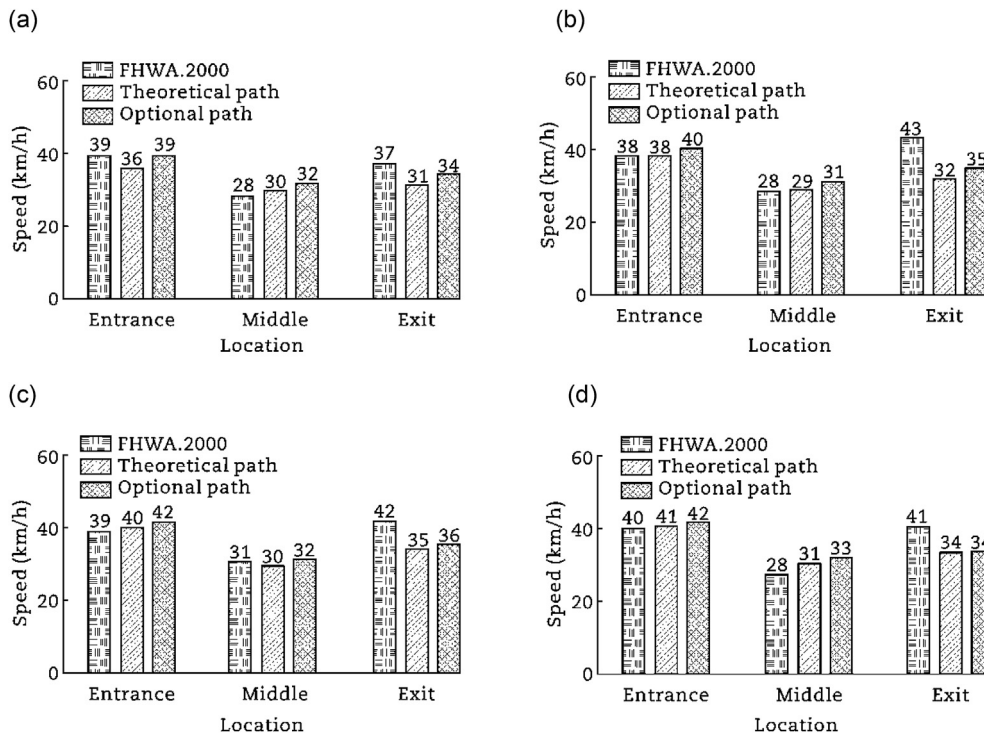 (a)
FHWA.2000
Theoretical path
Optional path
60
40
20
0
Speed (km/h)
39 36 39
28 30 32
37 31 34
Entrance Middle Exit
Location
(b)
FHWA.2000
Theoretical path
Optional path
60
40
20
0
Speed (km/h)
38 38 40
28 29 31
43 32 35
Entrance Middle Exit
Location
(c)
FHWA.2000
Theoretical path
Optional path
60
40
20
0
Speed (km/h)
39 40 42
31 30 32
42 35 36
Entrance Middle Exit
Location
(d)
FHWA.2000
Theoretical path
Optional path
60
40
20
0
Speed (km/h)
40 41 42
28 31 33
41 34 34
Entrance Middle Exit
Location